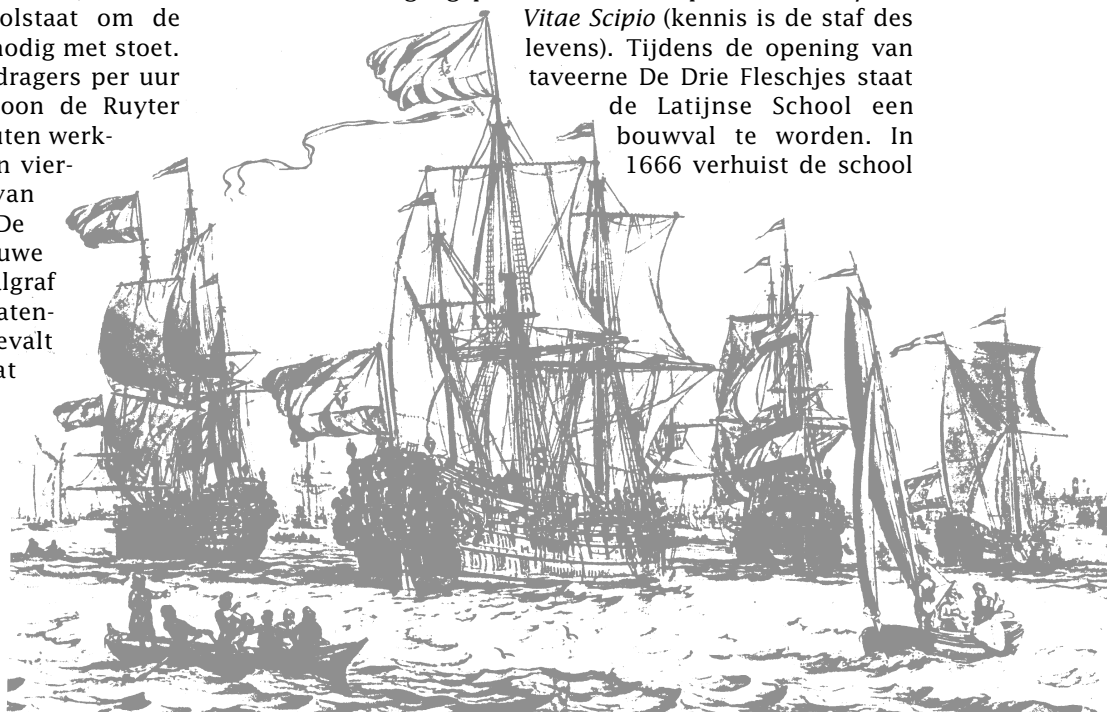 olstaat om de
nodig met stoet.
dragers per uur
oon de Ruyter
uten werk-
n vier-
van
De
uwe
lgraf
aten-
evalt
at
Vitae Scipio (kennis is de staf des
levens). Tijdens de opening van
taveerne De Drie Fleschjes staat
de Latijnse School een
bouwval te worden. In
1666 verhuist de school